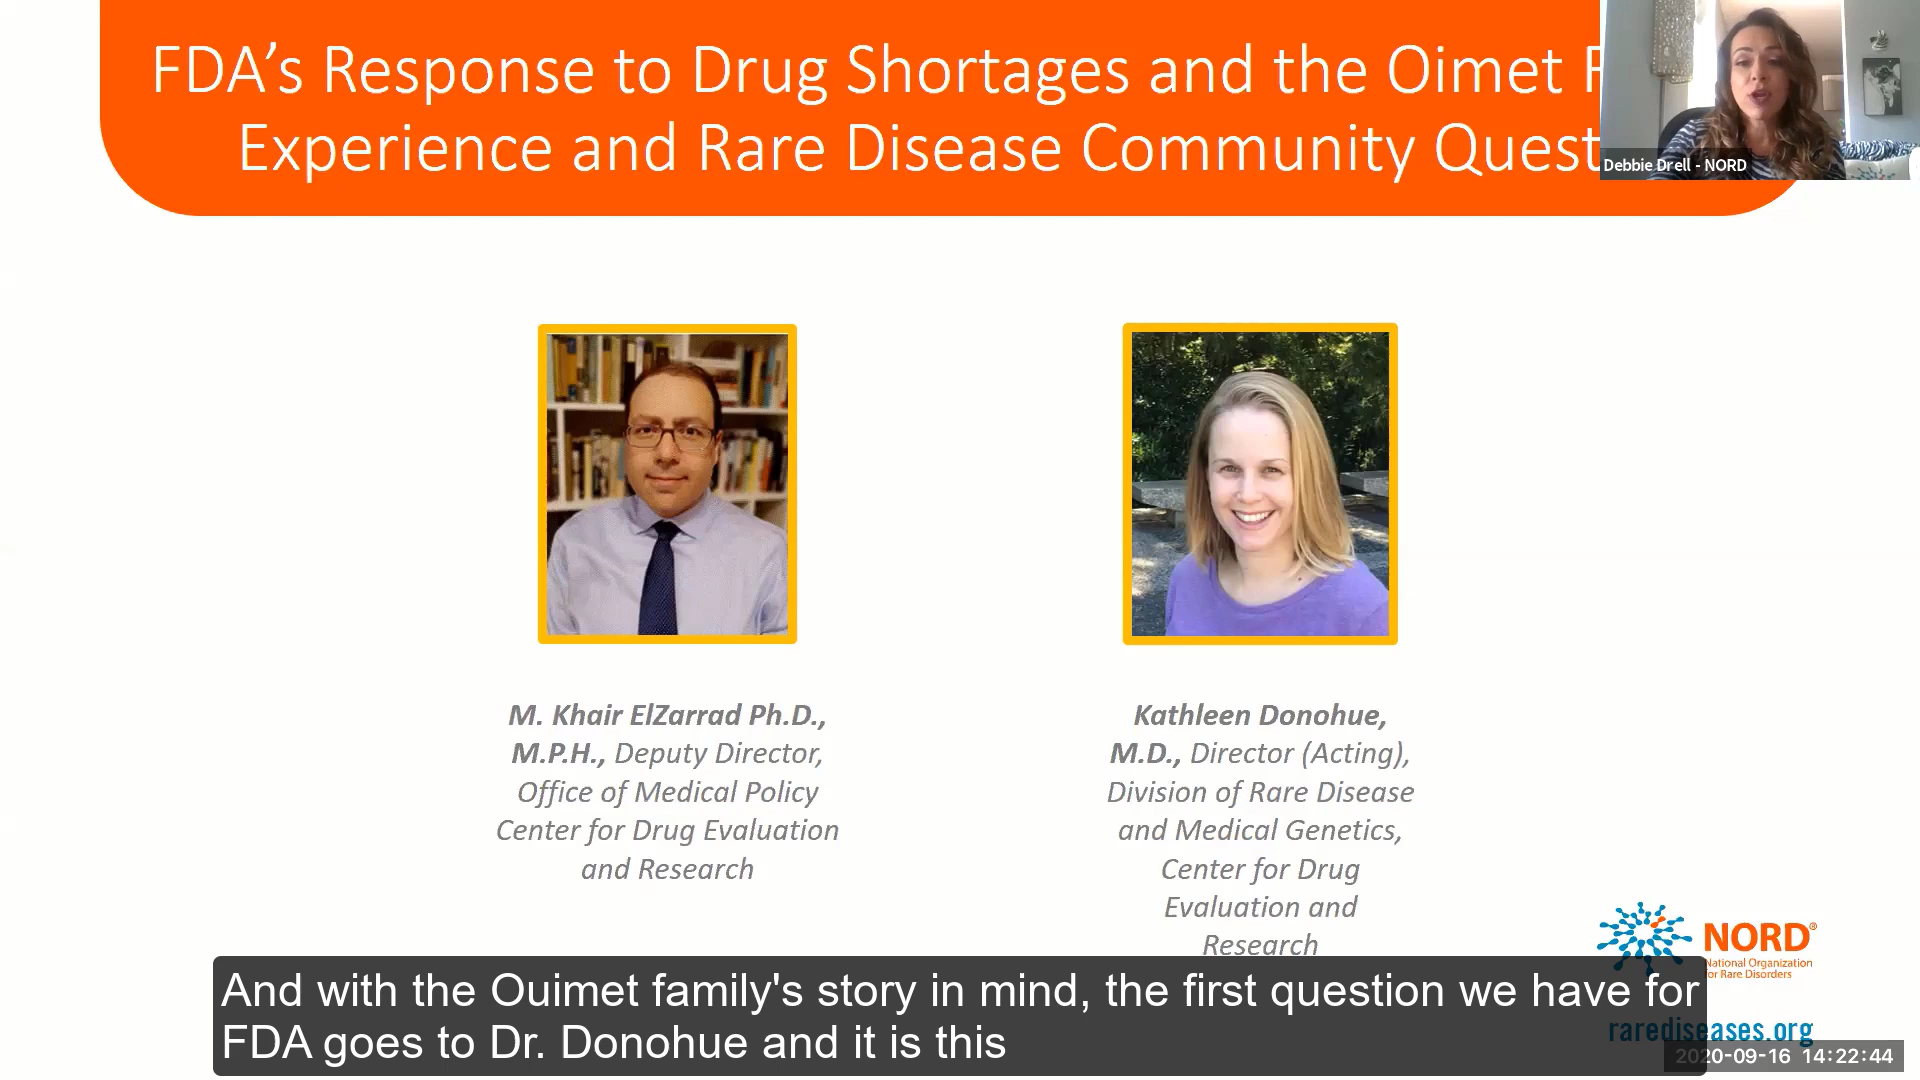 FDA's Response to Drug Shortages and the Oimet F
Experience and Rare Disease Community Quest
Debbie Drell - NORD
M. Khair ElZarrad Ph.D.,
M.P.H., Deputy Director,
Office of Medical Policy
Center for Drug Evaluation
and Research
Kathleen Donohue,
M.D., Director (Acting),
Division of Rare Disease
and Medical Genetics,
Center for Drug
Evaluation and
Research
NORD®
National Organization
for Rare Disorders
And with the Ouimet family's story in mind, the first question we have for
FDA goes to Dr. Donohue and it is this
rarediseases.org
2020-09-16 14:22:44